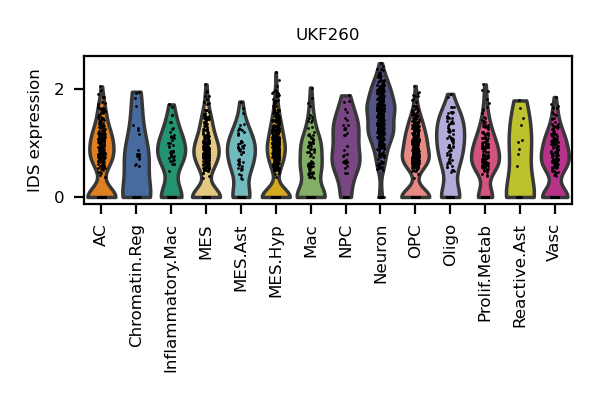 UKF260
IDS expression
2
0
AC
Chromatin.Reg
Inflammatory.Mac
MES
MES.Ast
MES.Hyp
Mac
NPC
Neuron
OPC
Oligo
Prolif.Metab
Reactive.Ast
Vasc